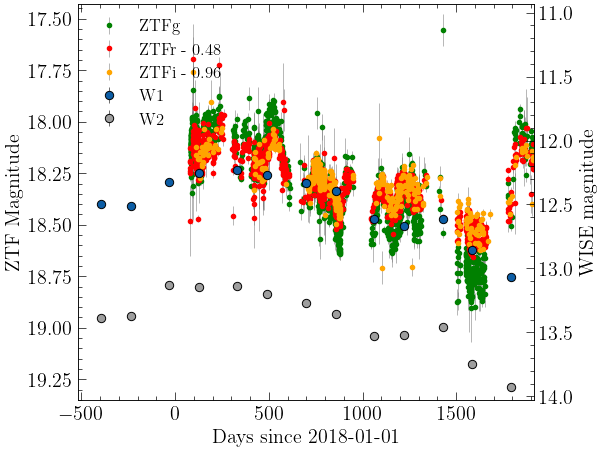 ZTFg
ZTFr - 0.48
ZTFi - 0.96
W1
W2
17.50
17.75
18.00
18.25
18.50
18.75
19.00
19.25
ZTF Magnitude
11.0
11.5
12.0
12.5
13.0
13.5
14.0
WISE magnitude
−500
0
500
1000
1500
Days since 2018-01-01